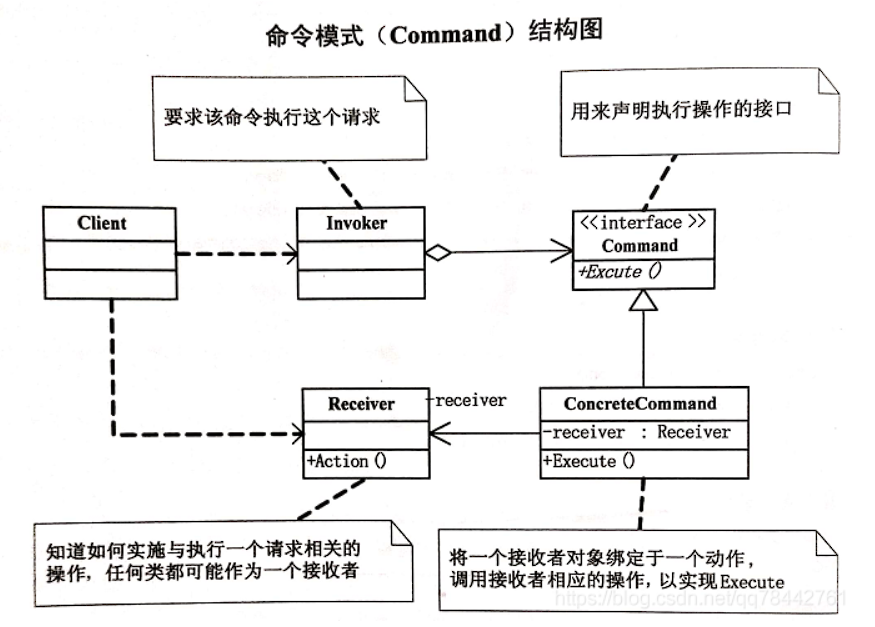 命令模式（Command）结构图
要求该命令执行这个请求
用来声明执行操作的接口
Client
Invoker
<<interface >>
Command
+Excute ()
Receiver
-receiver
ConcreteCommand
-receiver : Receiver
+Action ()
+Execute ()
知道如何实施与执行一个请求相关的
操作，任何类都可能作为一个接收者
将一个接收者对象绑定于一个动作，
调用接收者相应的操作，以实现Execute
https://blog.csdn.net/qq78442761